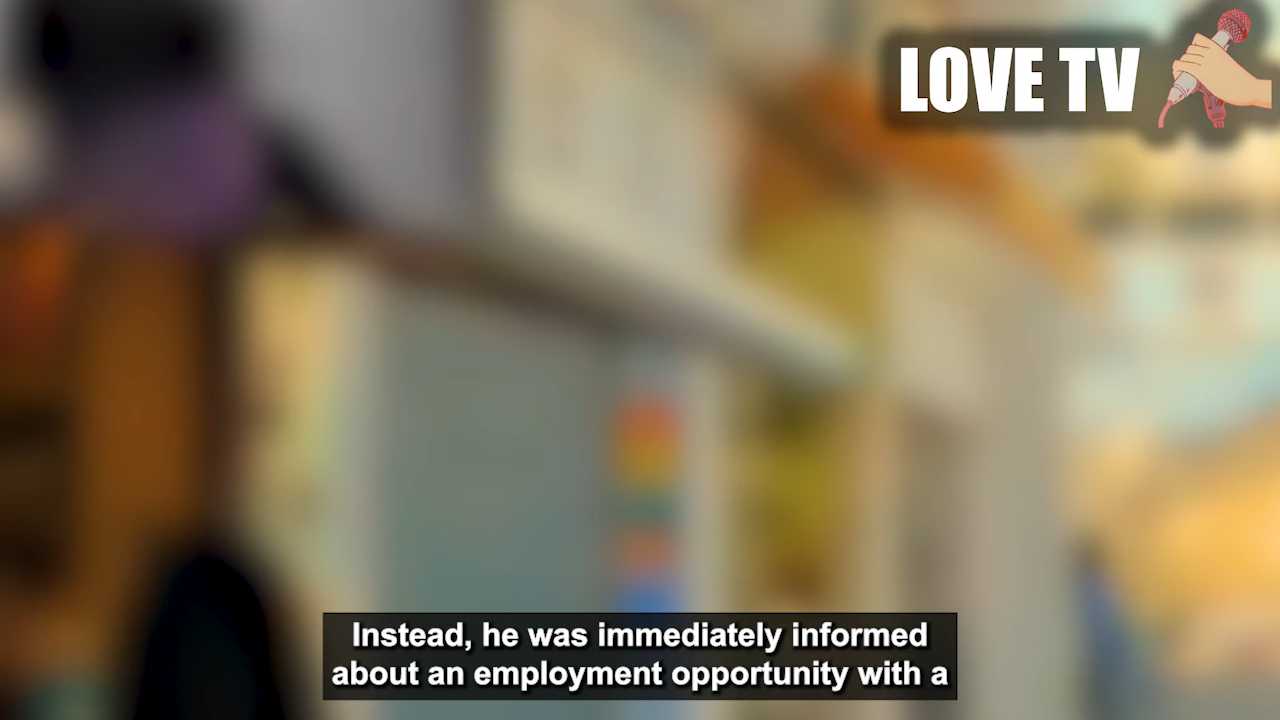 LOVE TV
Instead, he was immediately informed
about an employment opportunity with a